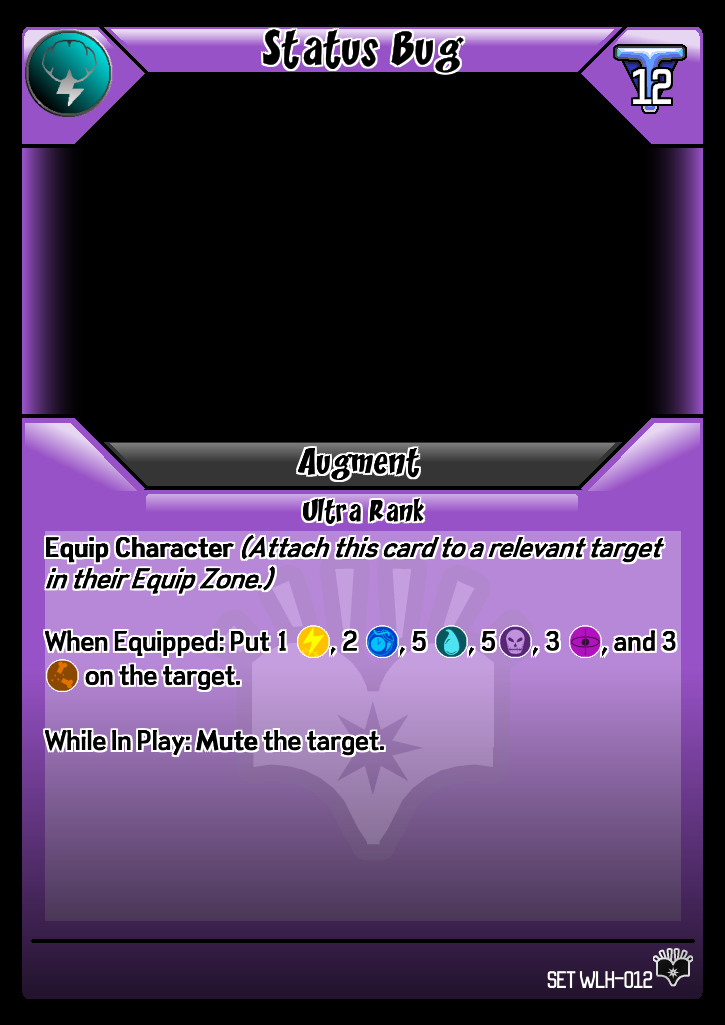 Status Bug
12
Augment
Ultra Rank
Equip Character (Attach this card to a relevant target
in their Equip Zone.)
When Equipped: Put 1 , 2 , 5 , 5 , 3 , and 3
on the target.
While In Play: Mute the target.
SET WLH-012